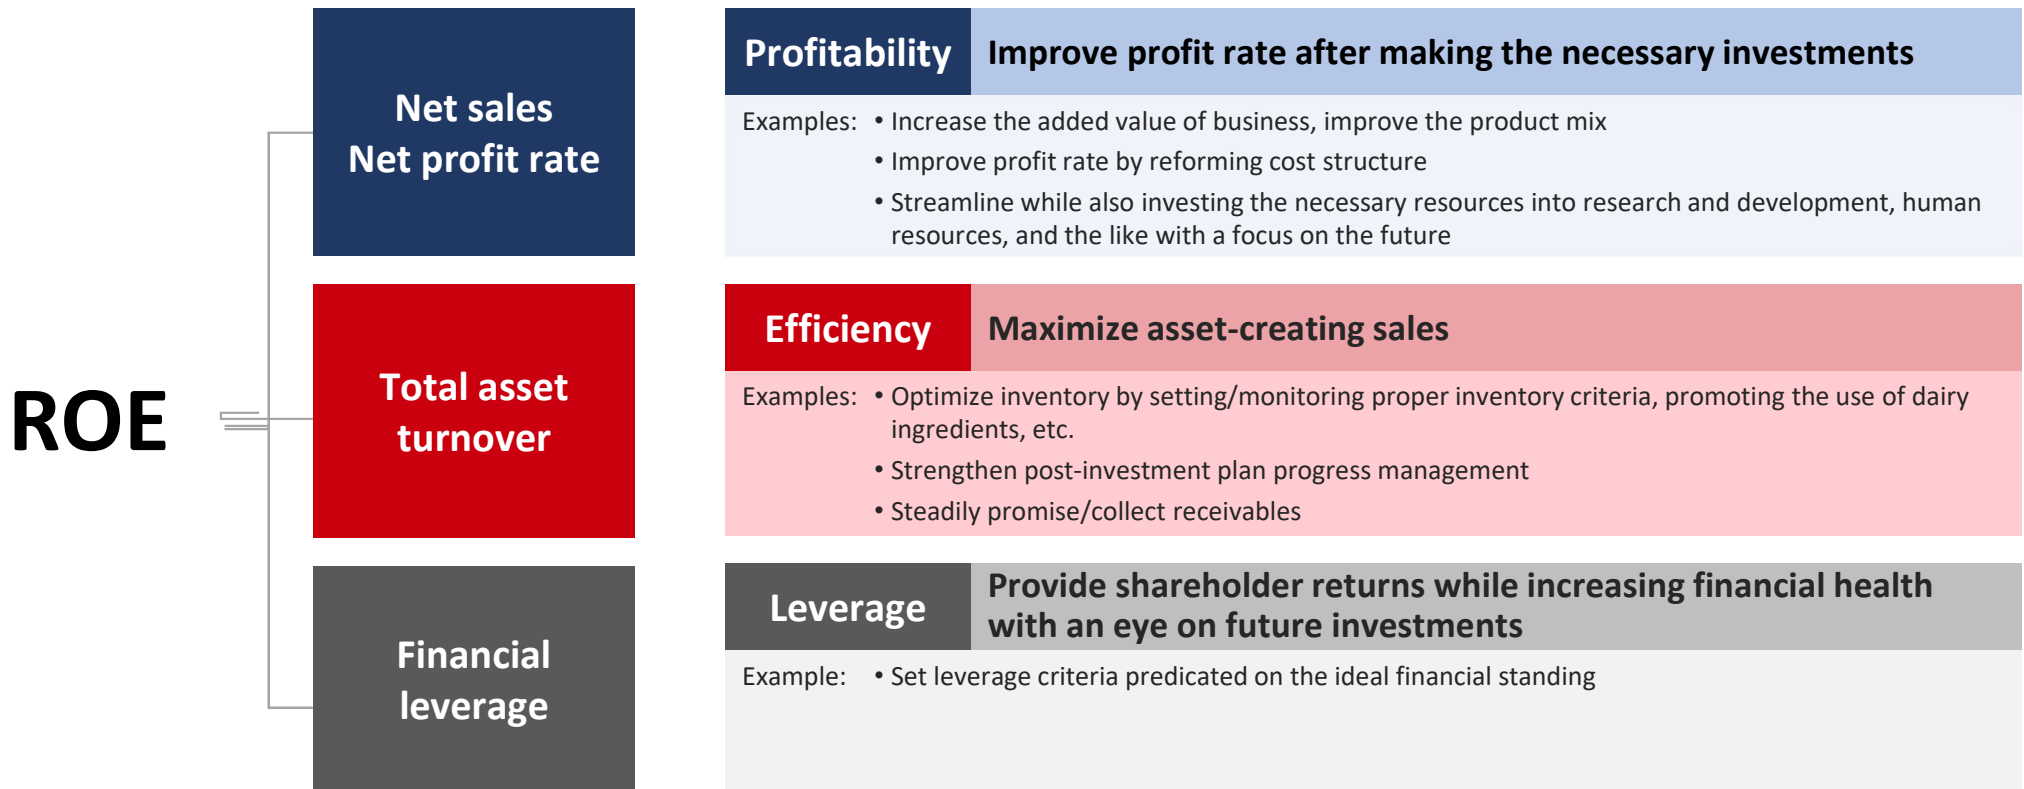 ROE
Net sales
Net profit rate
Profitability
Improve profit rate after making the necessary investments
Examples: • Increase the added value of business, improve the product mix
• Improve profit rate by reforming cost structure
• Streamline while also investing the necessary resources into research and development, human
resources, and the like with a focus on the future
Total asset
turnover
Efficiency
Maximize asset-creating sales
Examples: • Optimize inventory by setting/monitoring proper inventory criteria, promoting the use of dairy
ingredients, etc.
• Strengthen post-investment plan progress management
• Steadily promise/collect receivables
Financial
leverage
Leverage
Provide shareholder returns while increasing financial health
with an eye on future investments
Example: • Set leverage criteria predicated on the ideal financial standing